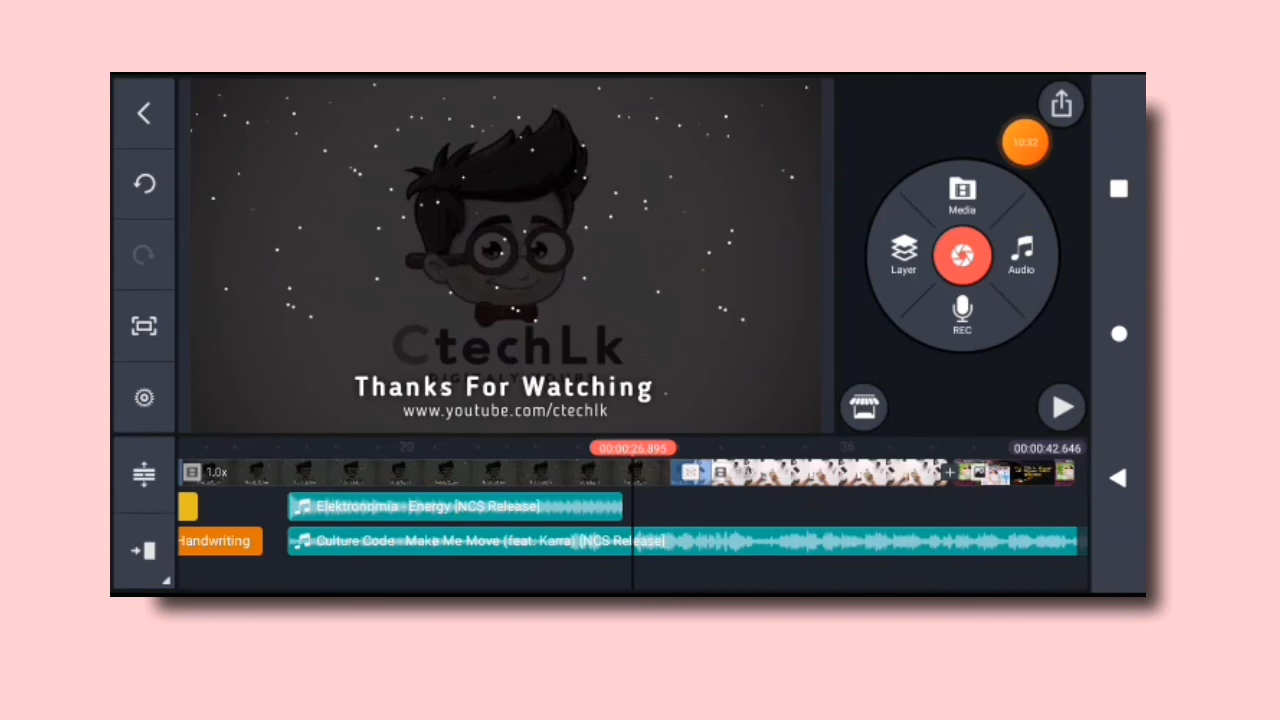 10:32
Media
Layer
Audio
REC
CtechLk
Thanks For Watching
www.youtube.com/ctechlk
20
00:00:26.895
36
00:00:42.646
1.0x
Elektronomia - Energy [NCS Release]
Handwriting
Culture Code - Make Me Move (feat. Karra) [NCS Release]